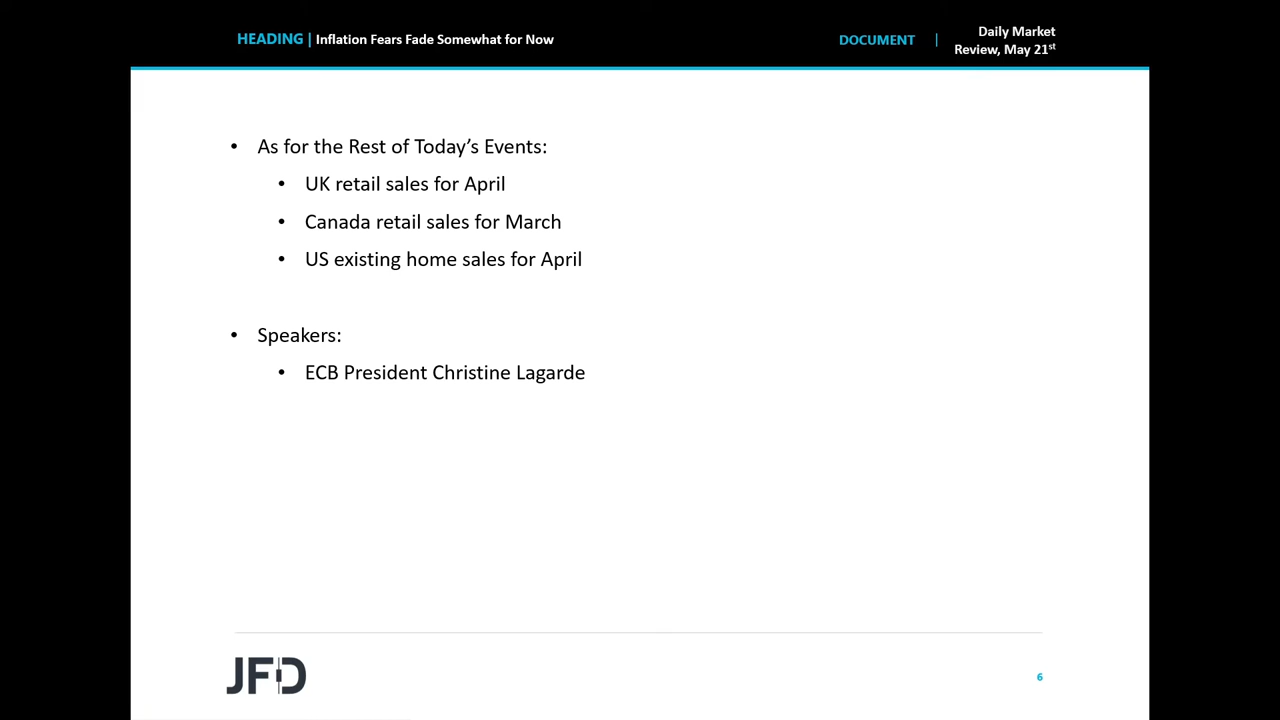 HEADING | Inflation Fears Fade Somewhat for Now
DOCUMENT |
Daily Market
Review, May 21st
• As for the Rest of Today’s Events:
• UK retail sales for April
• Canada retail sales for March
• US existing home sales for April
• Speakers:
• ECB President Christine Lagarde
JFD
6